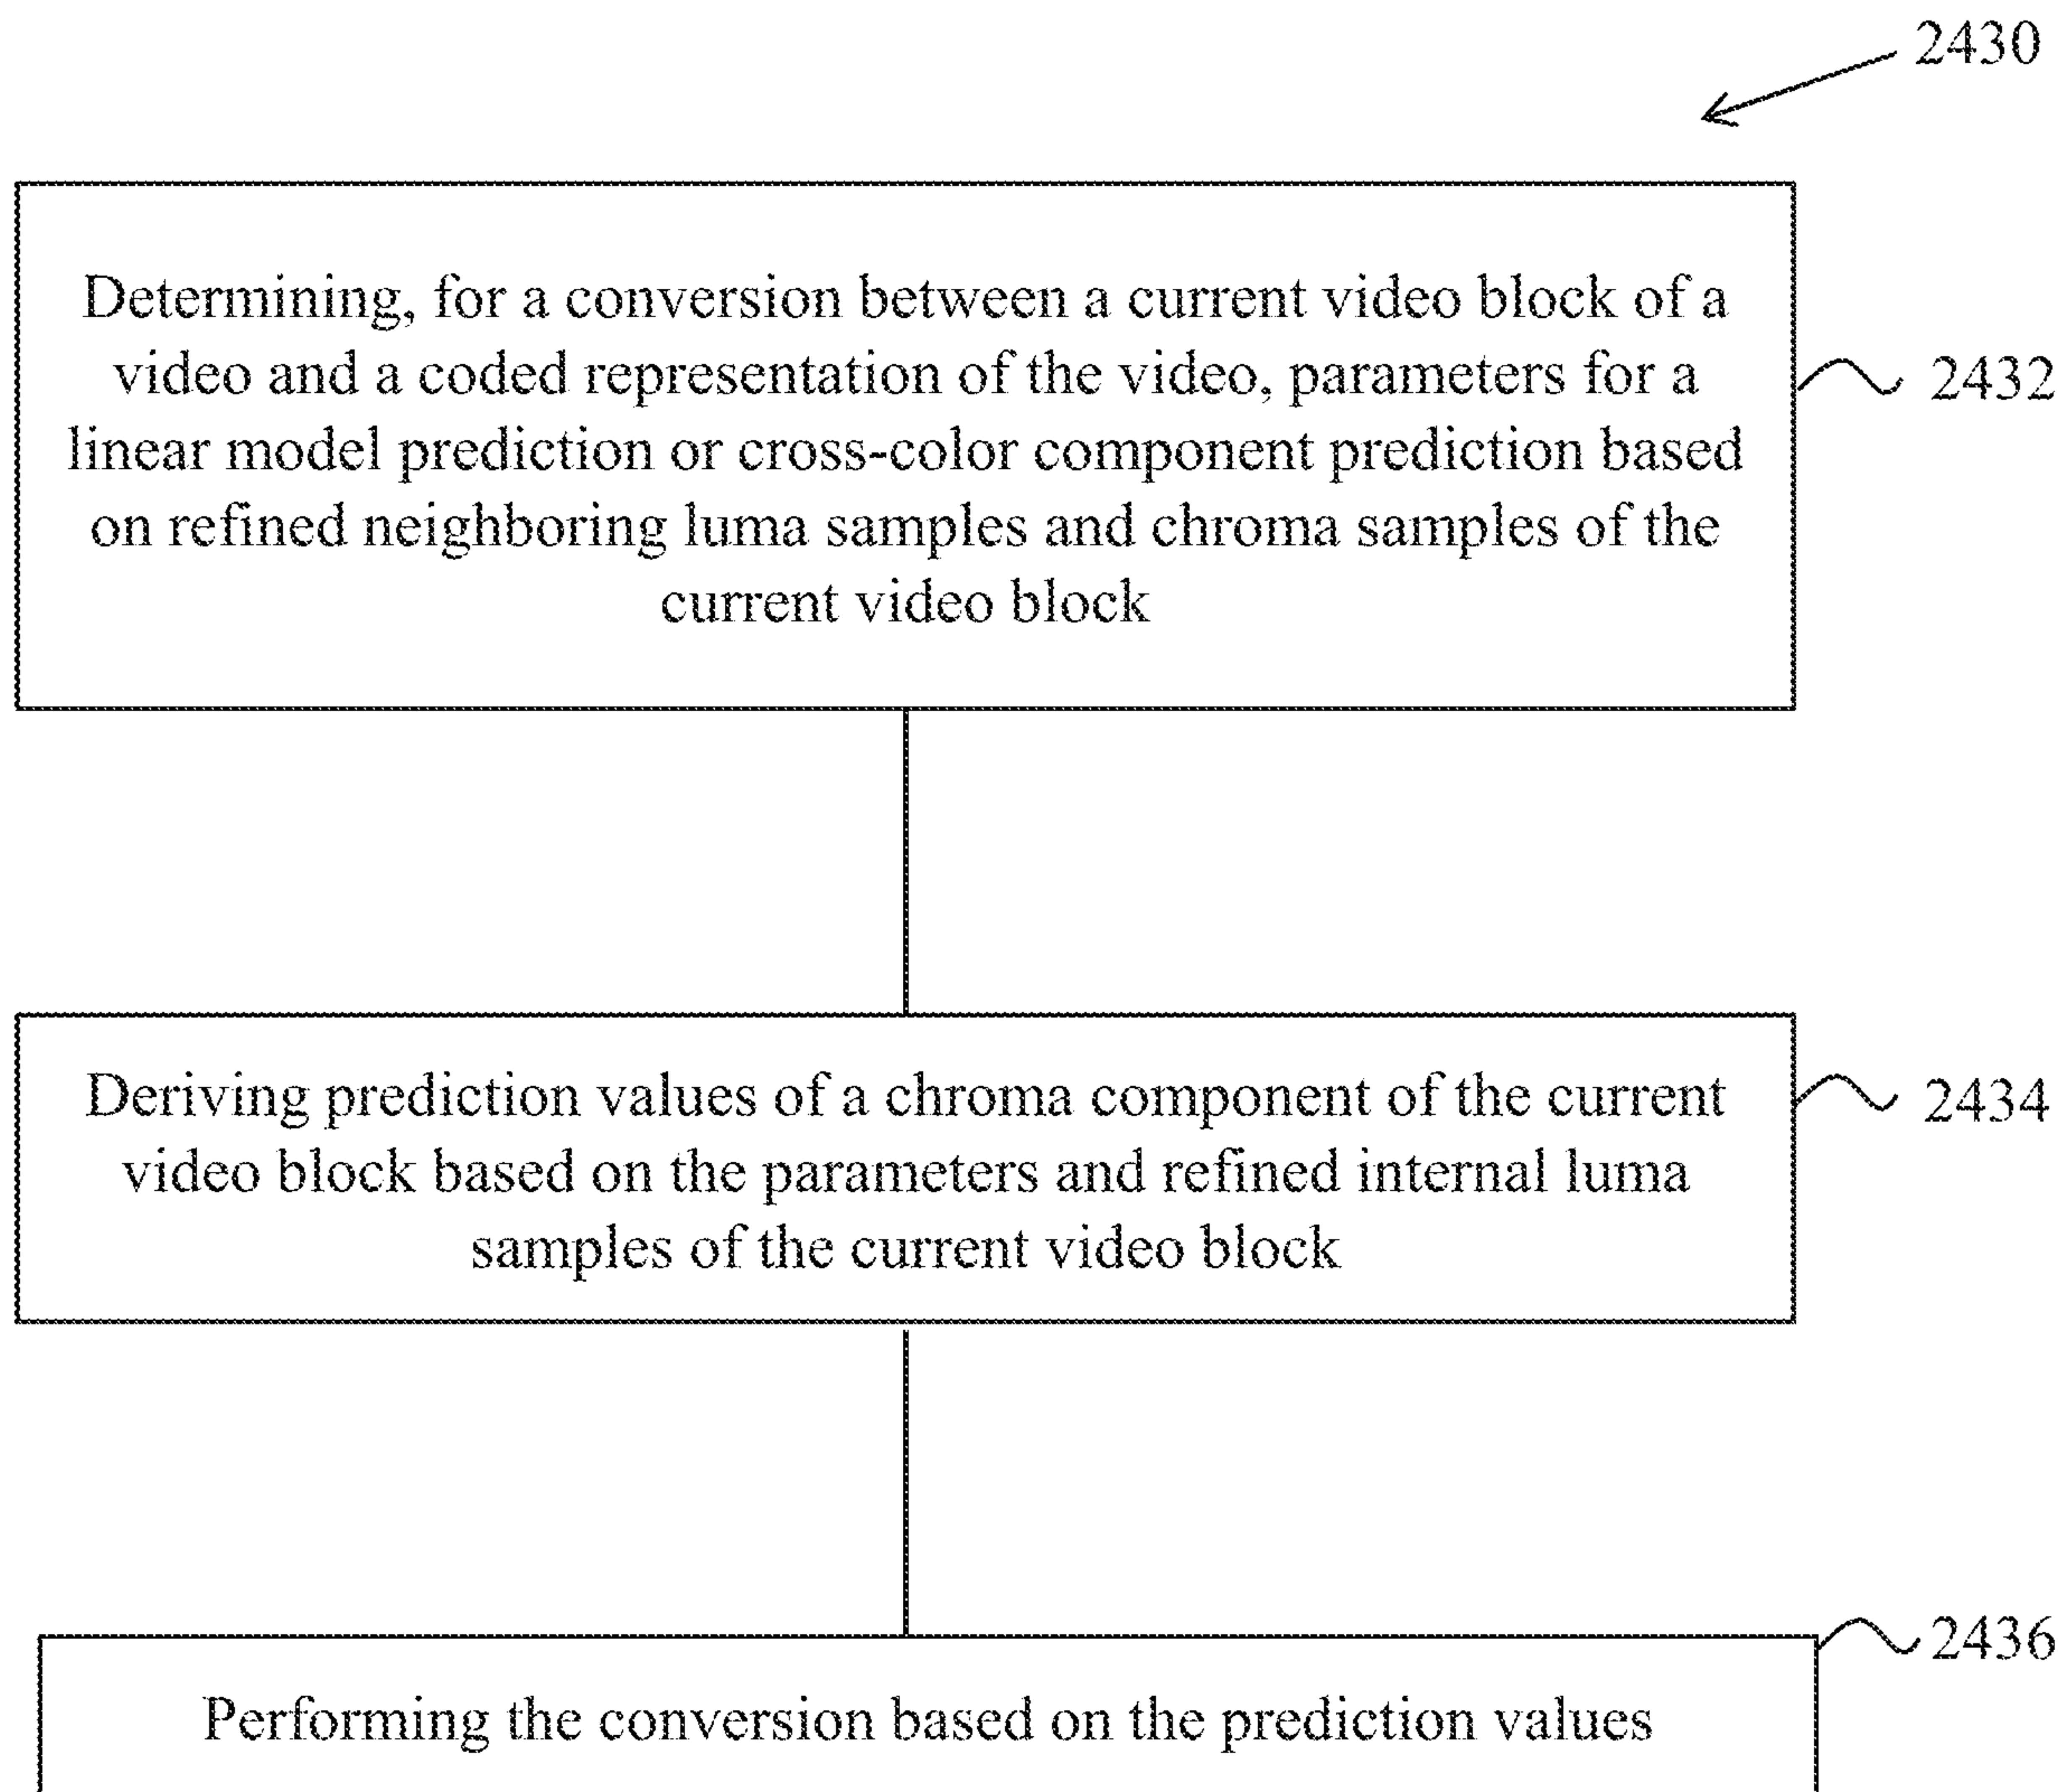 2430
Determining, for a conversion between a current video block of a
video and a coded representation of the video, parameters for a
linear model prediction or cross-color component prediction based
on refined neighboring luma samples and chroma samples of the
current video block
2432
Deriving prediction values of a chroma component of the current
video block based on the parameters and refined internal luma
samples of the current video block
2434
2436
Performing the conversion based on the prediction values